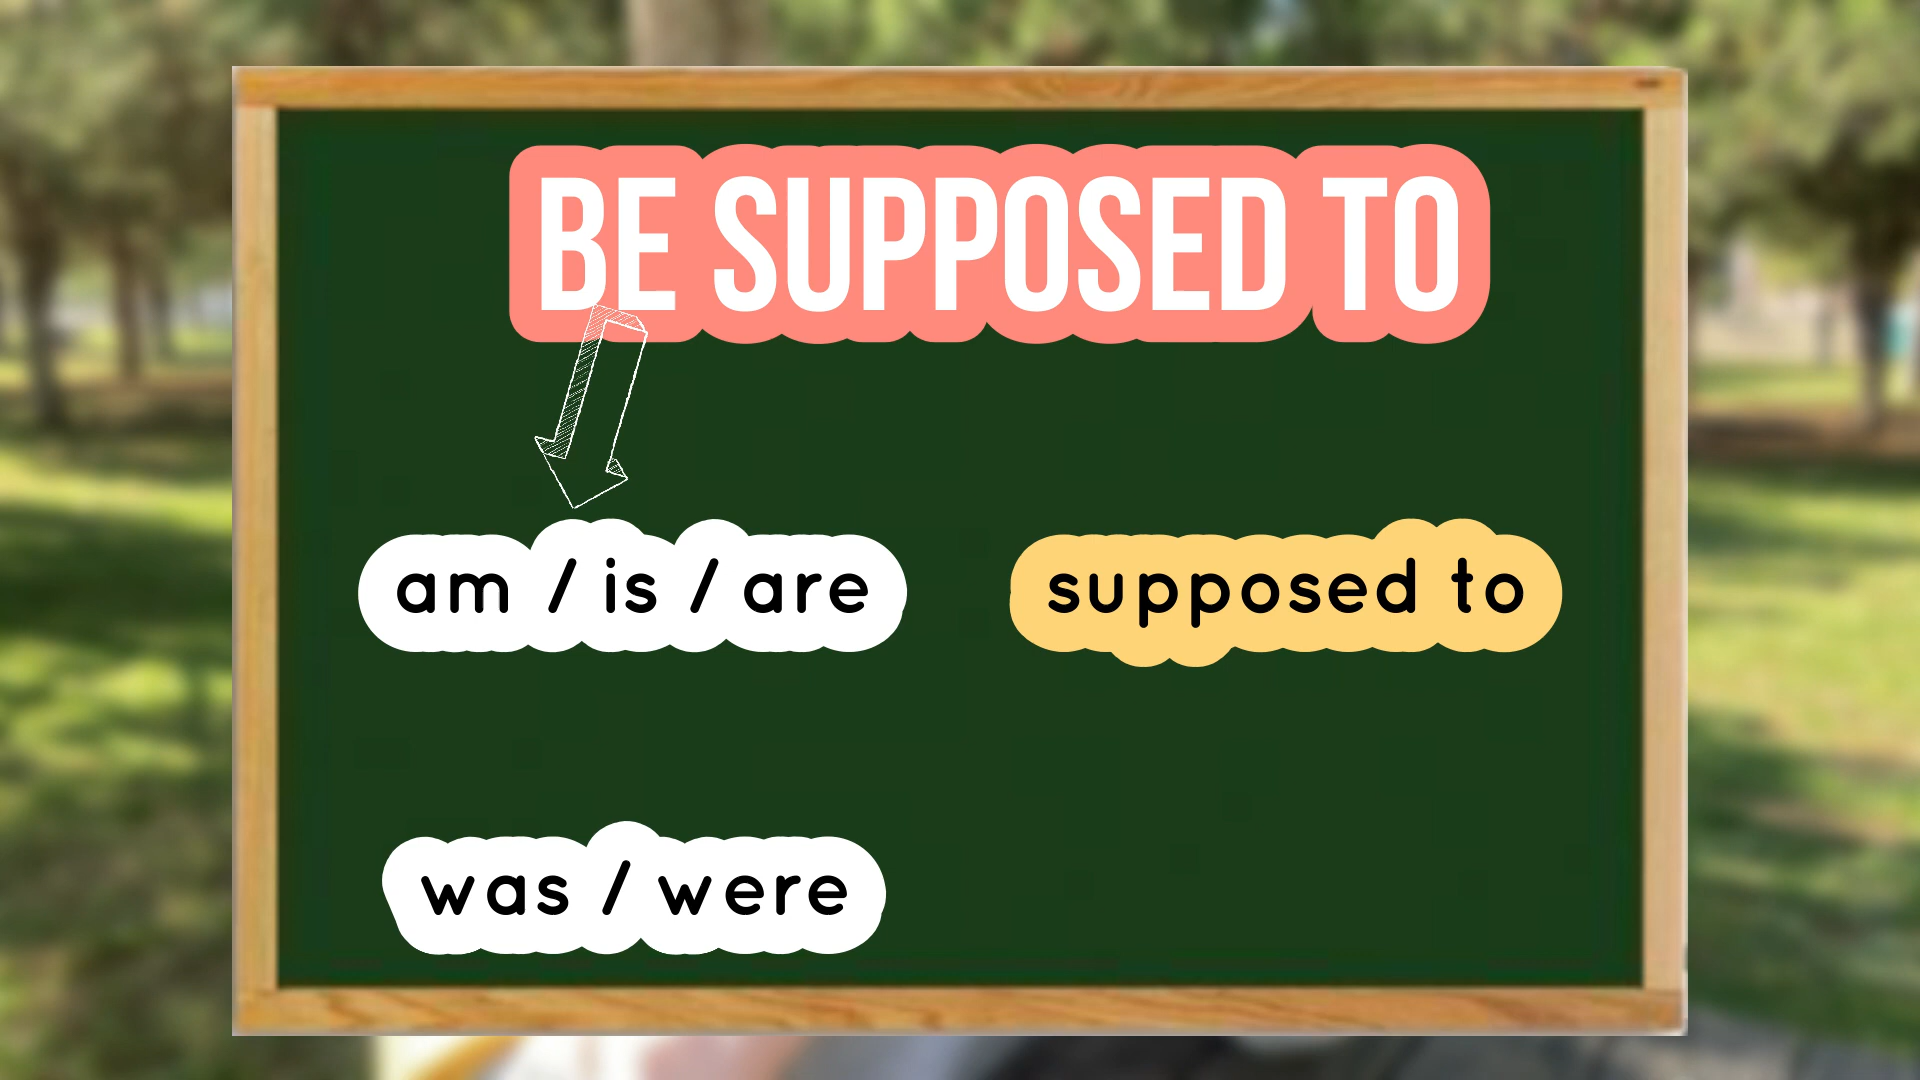 BE SUPPOSED TO
am / is / are
supposed to
was / were